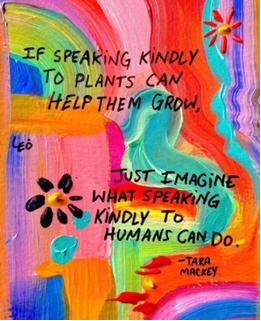 IF SPEAKING KINDLY
TO PLANTS CAN
HELP THEM GROW,
LEÓ
JUST IMAGINE
WHAT SPEAKING
KINDLY TO
HUMANS CAN DO.
-TARA
MACKEY